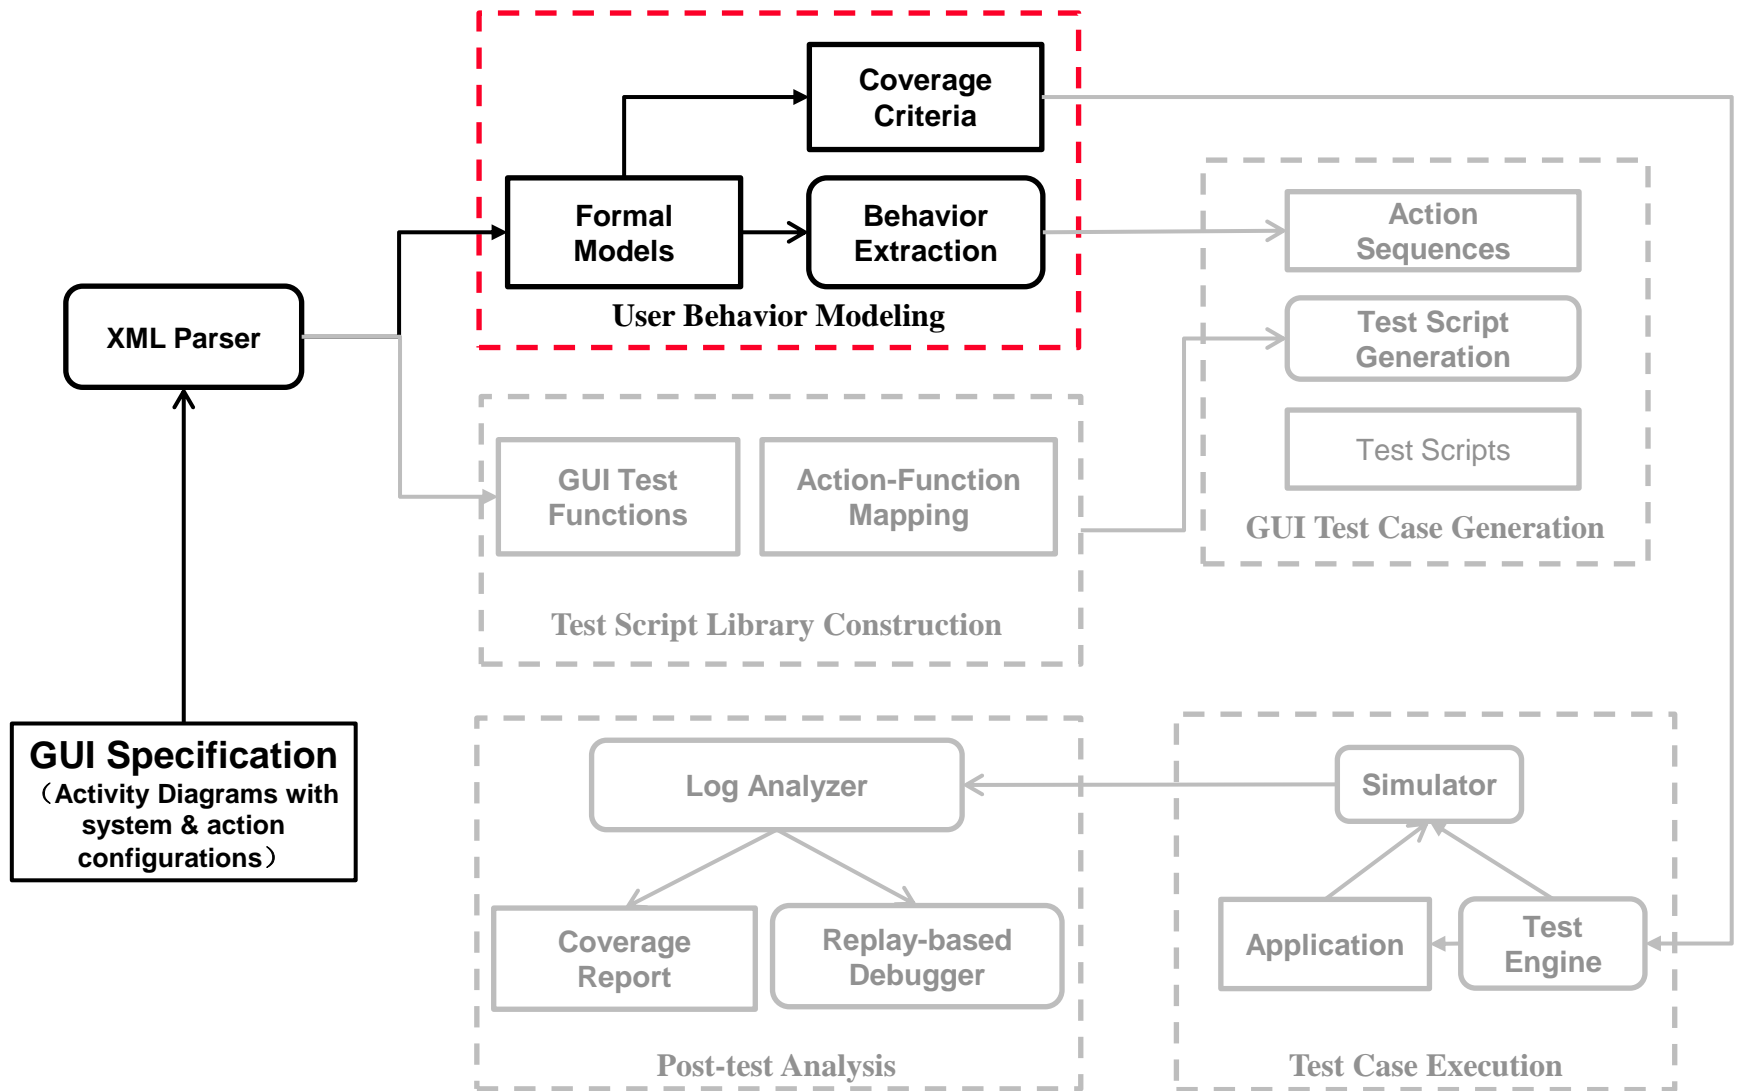 Coverage
Criteria
Formal
Models
Behavior
Extraction
User Behavior Modeling
Action
Sequences
Test Script
Generation
Test Scripts
GUI Test Case Generation
XML Parser
GUI Test
Functions
Action-Function
Mapping
Test Script Library Construction
GUI Specification
（Activity Diagrams with
system & action
configurations）
Log Analyzer
Coverage
Report
Replay-based
Debugger
Post-test Analysis
Simulator
Application
Test
Engine
Test Case Execution